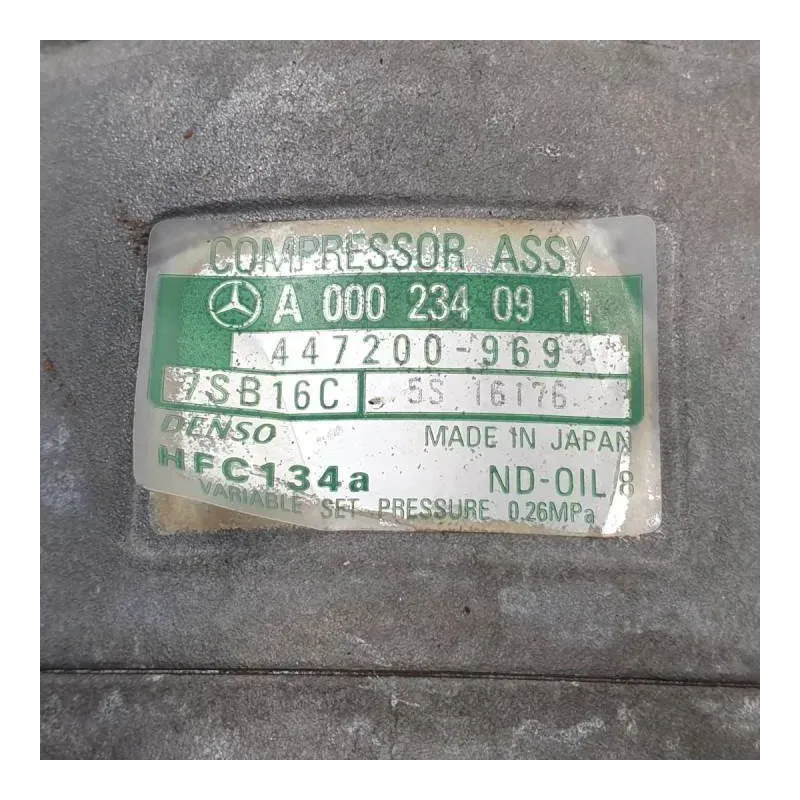 COMPRESSOR ASSY
A 000 234 09 11
447200-969
7SB16C 5S 16176
DENSO MADE IN JAPAN
HFC134a ND-OIL 8
VARIABLE SET PRESSURE 0.26MPa